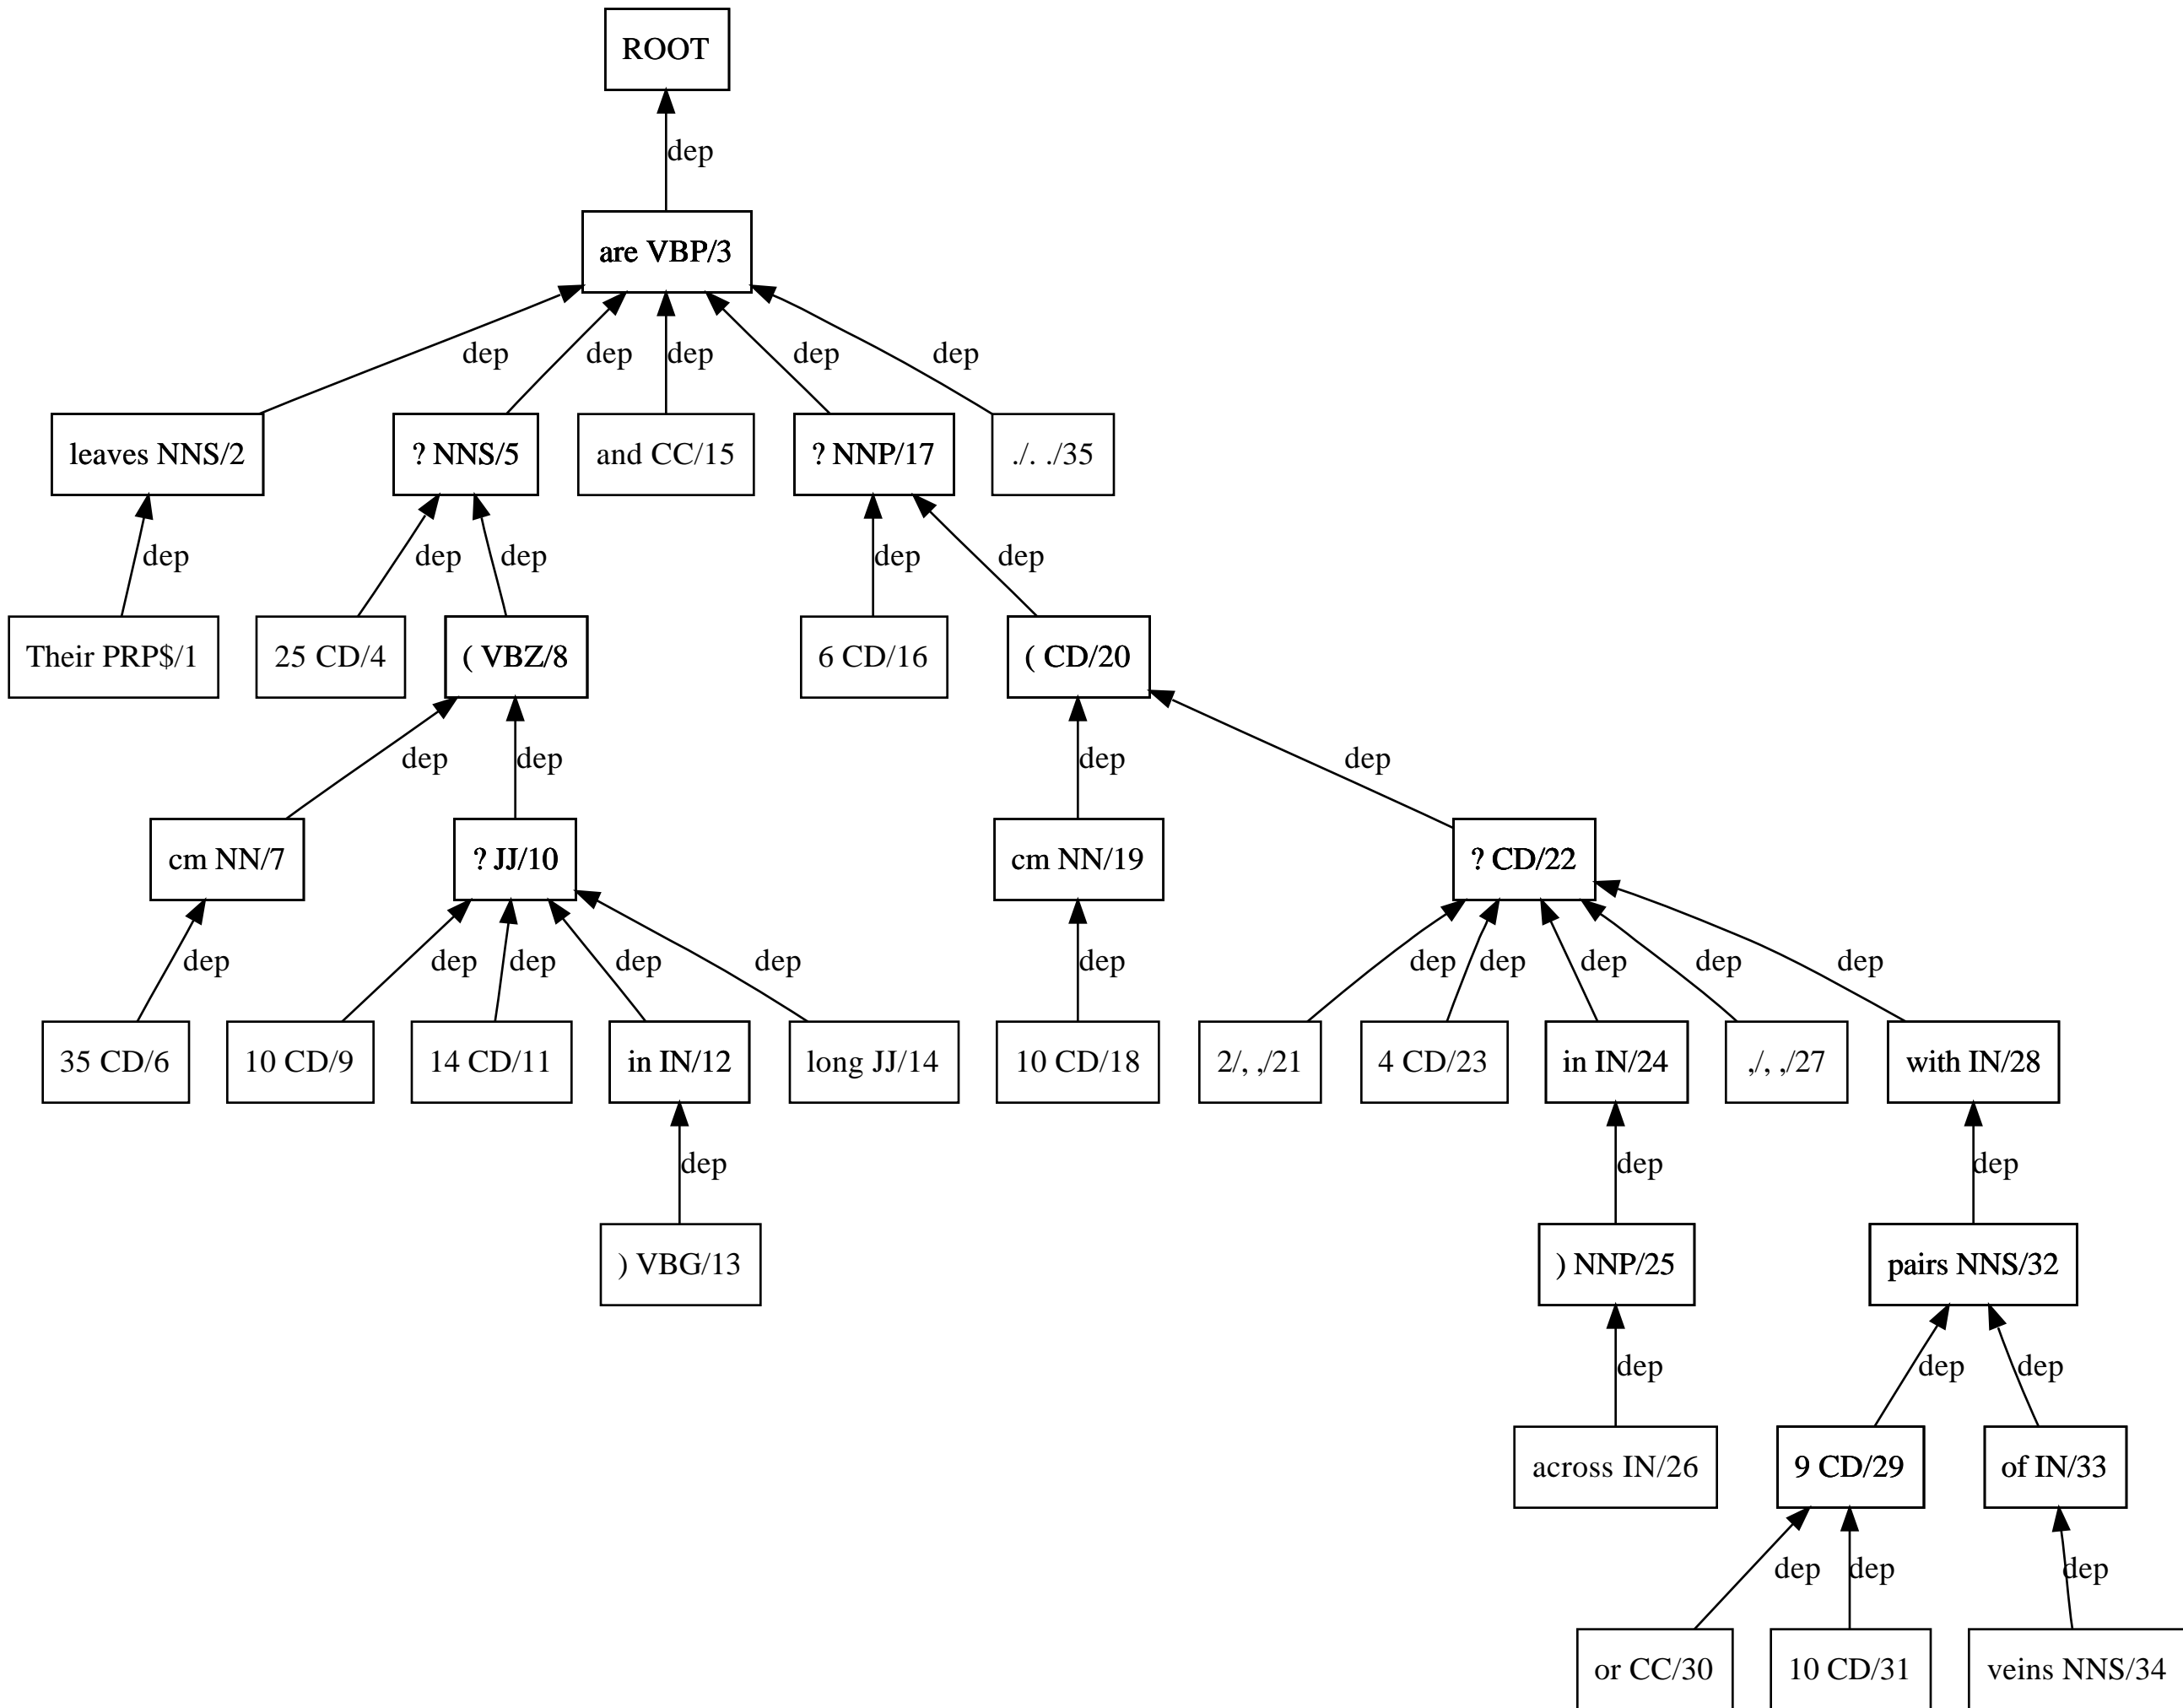 ROOT
dep
are VBP/3
dep dep dep dep dep
leaves NNS/2 ? NNS/5 and CC/15 ? NNP/17 ./. ./35
dep dep dep dep dep
Their PRP$/1 25 CD/4 ( VBZ/8 6 CD/16 ( CD/20
dep dep dep dep
cm NN/7 ? JJ/10 cm NN/19 ? CD/22
dep dep dep dep dep dep dep dep dep dep dep
35 CD/6 10 CD/9 14 CD/11 in IN/12 long JJ/14 10 CD/18 2/, ,/21 4 CD/23 in IN/24 ,/, ,/27 with IN/28
dep dep dep
) VBG/13 ) NNP/25 pairs NNS/32
dep dep dep
across IN/26 9 CD/29 of IN/33
dep dep dep
or CC/30 10 CD/31 veins NNS/34